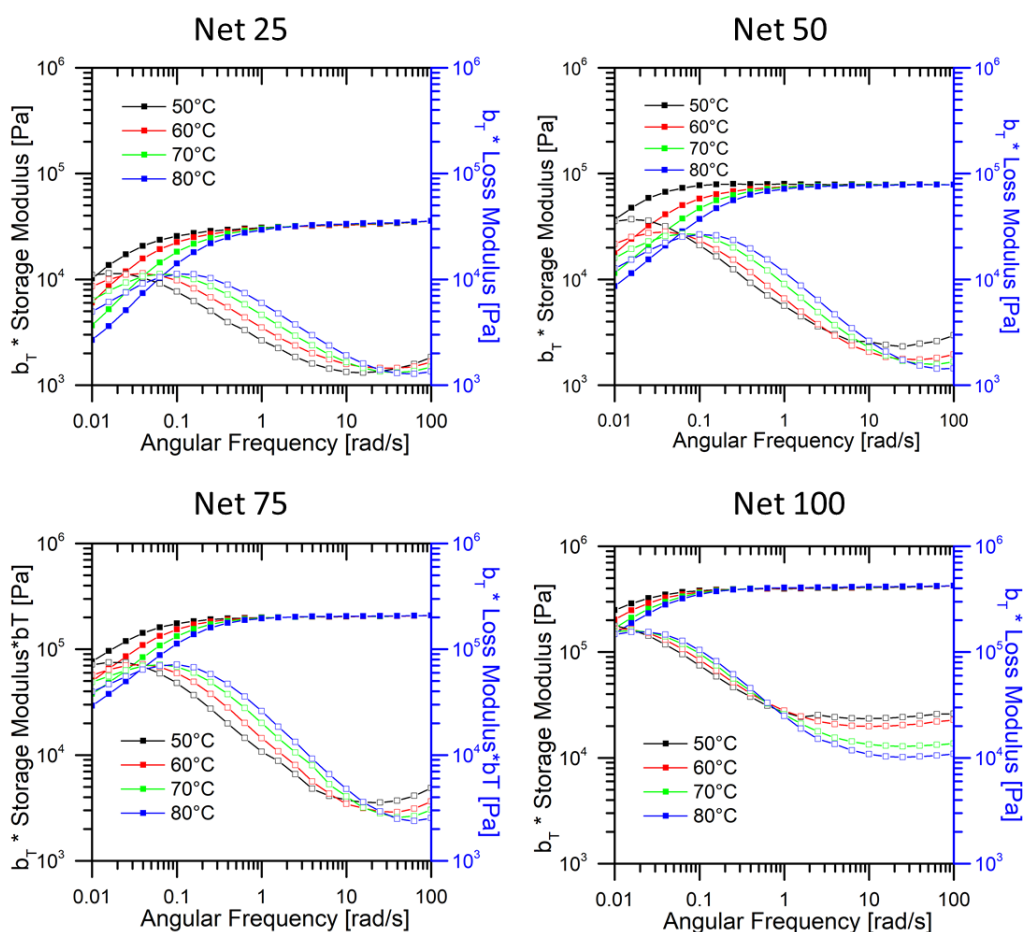 Net 25
b_T * Storage Modulus [Pa]
10^6
10^5
10^4
10^3
50°C
60°C
70°C
80°C
10^6
10^5
10^4
10^3
b_T * Loss Modulus [Pa]
0.01 0.1 1 10 100
Angular Frequency [rad/s]
Net 50
b_T * Storage Modulus [Pa]
10^6
10^5
10^4
10^3
50°C
60°C
70°C
80°C
10^6
10^5
10^4
10^3
b_T * Loss Modulus
[Pa]
0.01 0.1 1 10 100
Angular Frequency [rad/s]
Net 75
b_T * Storage Modulus*bT [Pa]
10^6
10^5
10^4
10^3
50°C
60°C
70°C
80°C
10^6
10^5
10^4
10^3
b_T * Loss Modulus*bT [Pa]
0.01 0.1 1 10 100
Angular Frequency [rad/s]
Net 100
b_T * Storage Modulus [Pa]
10^6
10^5
10^4
10^3
50°C
60°C
70°C
80°C
10^6
10^5
10^4
10^3
b_T * Loss Modulus
[Pa]
0.01 0.1 1 10 100
Angular Frequency [rad/s]